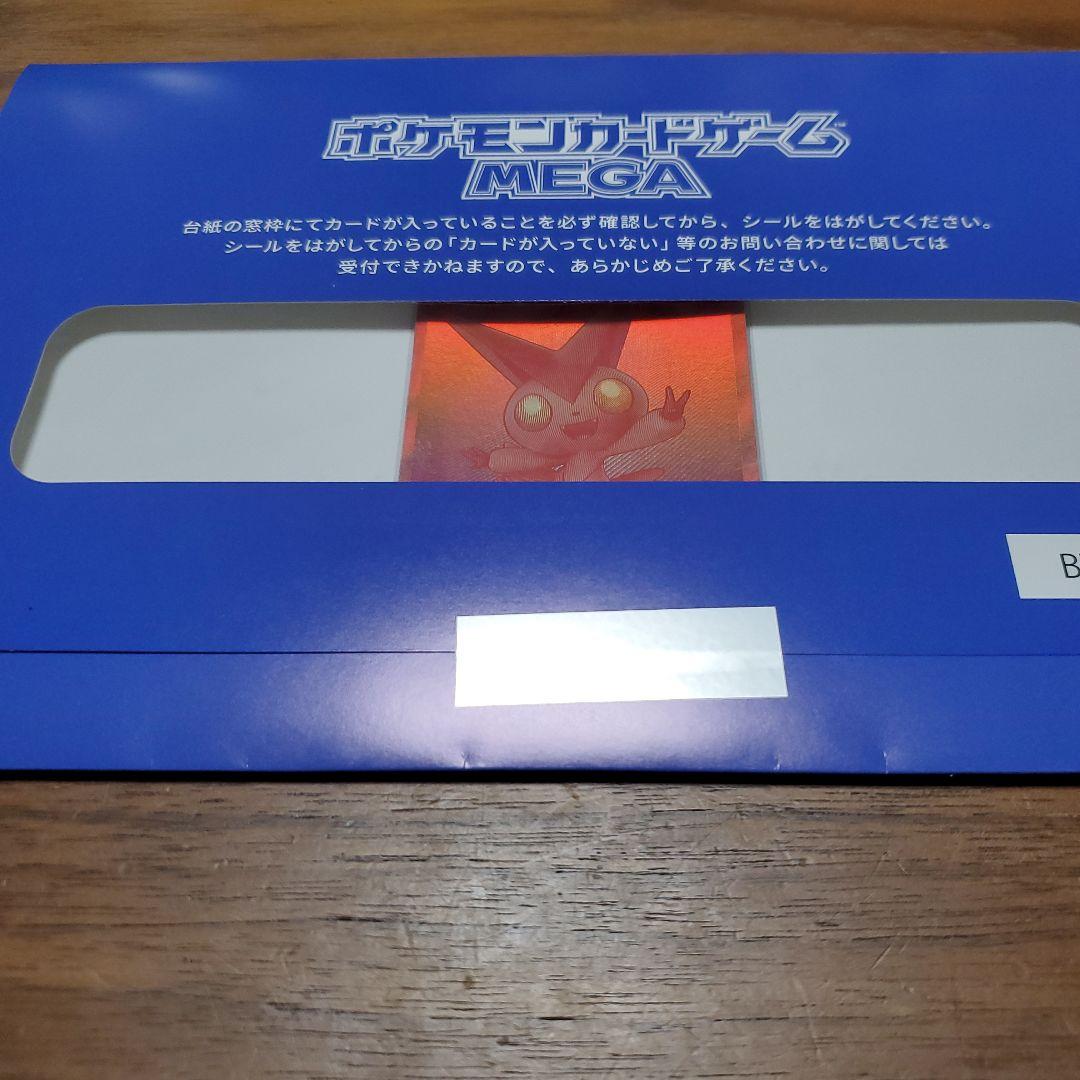 ポケモンカードゲーム
MEGA
台紙の窓枠にてカードが入っていることを必ず確認してから、シールをはがしてください。
シールをはがしてからの「カードが入っていない」等のお問い合わせに関しては
受付できかねますので、あらかじめご了承ください。